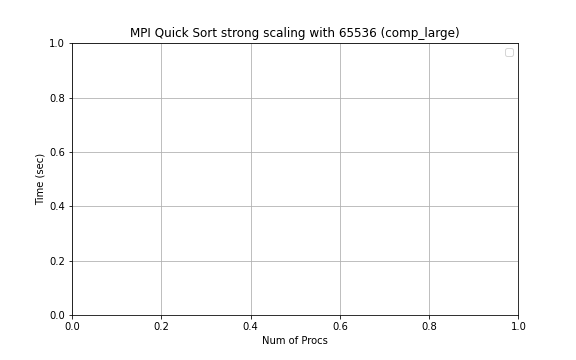 MPI Quick Sort strong scaling with 65536 (comp_large)
1.0
0.8
0.6
0.4
0.2
0.0
Time (sec)
0.0 0.2 0.4 0.6 0.8 1.0
Num of Procs